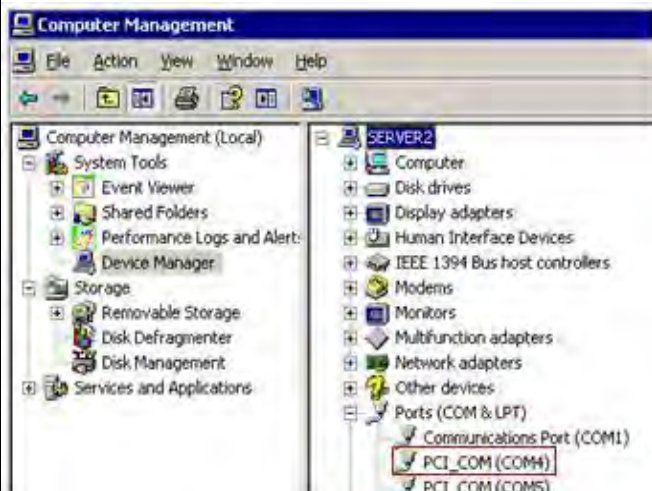 Computer Management
File Action View Window Help
Computer Management (Local)
System Tools
Event Viewer
Shared Folders
Performance Logs and Alert:
Device Manager
Storage
Removable Storage
Disk Defragmenter
Disk Management
Services and Applications
SERVER2
Computer
Disk drives
Display adapters
Human Interface Devices
IEEE 1394 Bus host controllers
Modems
Monitors
Multifunction adapters
Network adapters
Other devices
Ports (COM & LPT)
Communications Port (COM1)
PCI_COM (COM4)
PCI_COM (COM5)